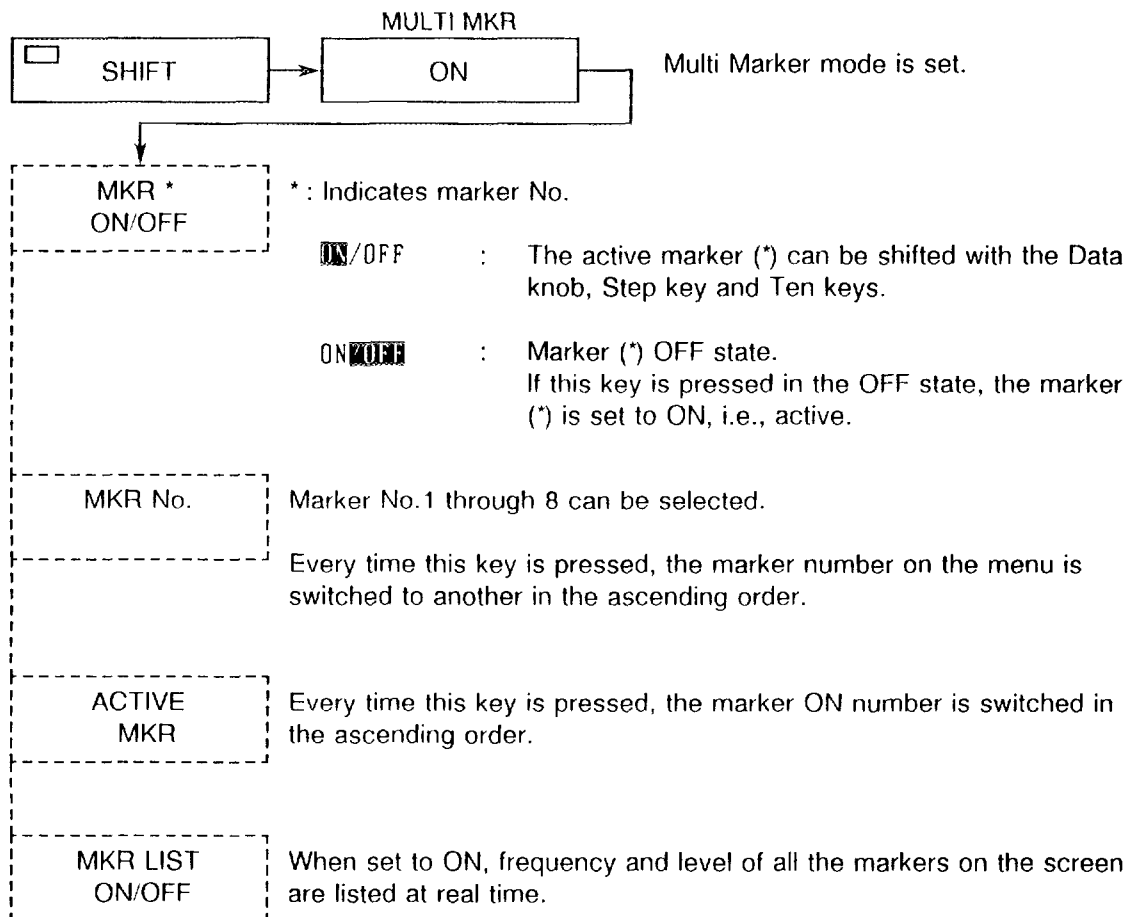 MULTI MKR
SHIFT
ON
Multi Marker mode is set.
MKR *
ON/OFF
* : Indicates marker No.
ON/OFF : The active marker (*) can be shifted with the Data
knob, Step key and Ten keys.
ON/OFF : Marker (*) OFF state.
If this key is pressed in the OFF state, the marker
(*) is set to ON, i.e., active.
MKR No.
Marker No.1 through 8 can be selected.
Every time this key is pressed, the marker number on the menu is
switched to another in the ascending order.
ACTIVE
MKR
Every time this key is pressed, the marker ON number is switched in
the ascending order.
MKR LIST
ON/OFF
When set to ON, frequency and level of all the markers on the screen
are listed at real time.